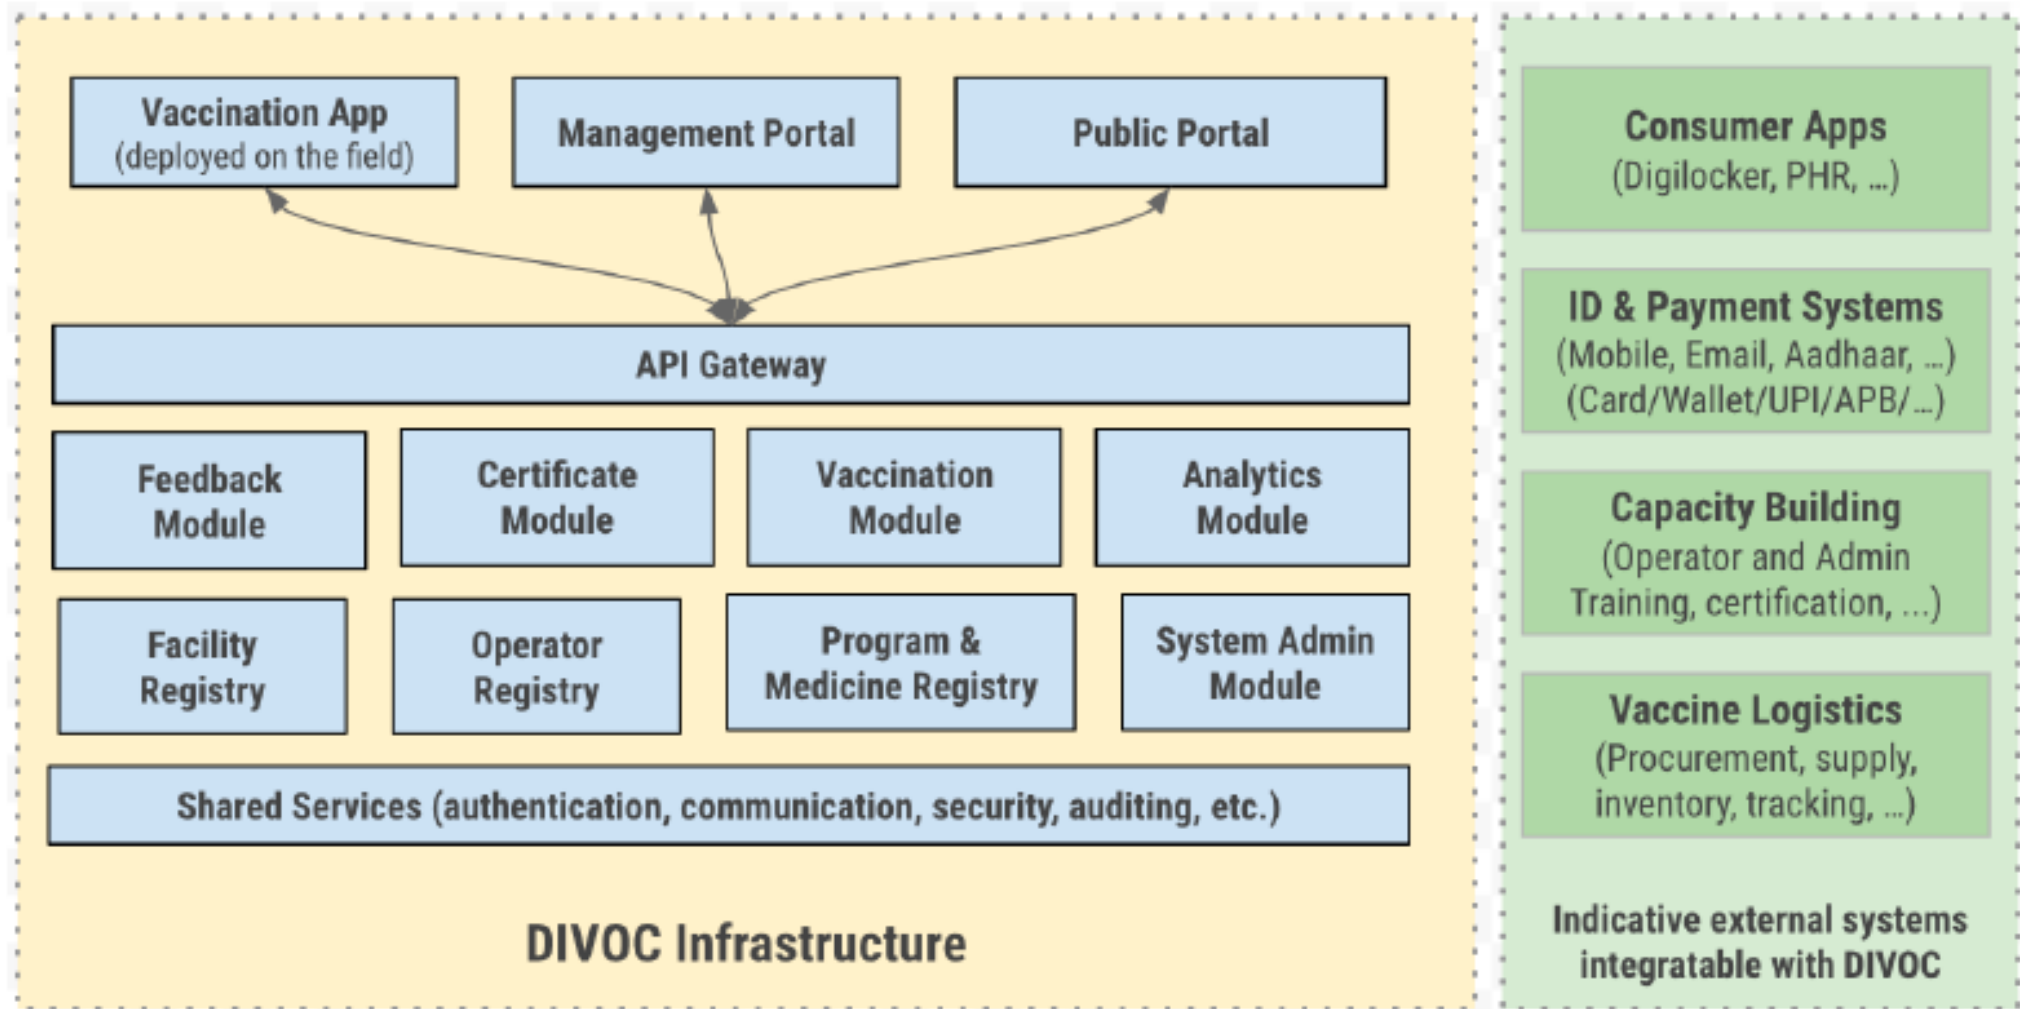 Vaccination App
(deployed on the field)
Management Portal
Public Portal
API Gateway
Feedback
Module
Certificate
Module
Vaccination
Module
Analytics
Module
Facility
Registry
Operator
Registry
Program &
Medicine Registry
System Admin
Module
Shared Services (authentication, communication, security, auditing, etc.)
DIVOC Infrastructure
Consumer Apps
(Digilocker, PHR, ...)
ID & Payment Systems
(Mobile, Email, Aadhaar, ...)
(Card/Wallet/UPI/APB/...)
Capacity Building
(Operator and Admin
Training, certification, ...)
Vaccine Logistics
(Procurement, supply,
inventory, tracking, ...)
Indicative external systems
integratable with DIVOC